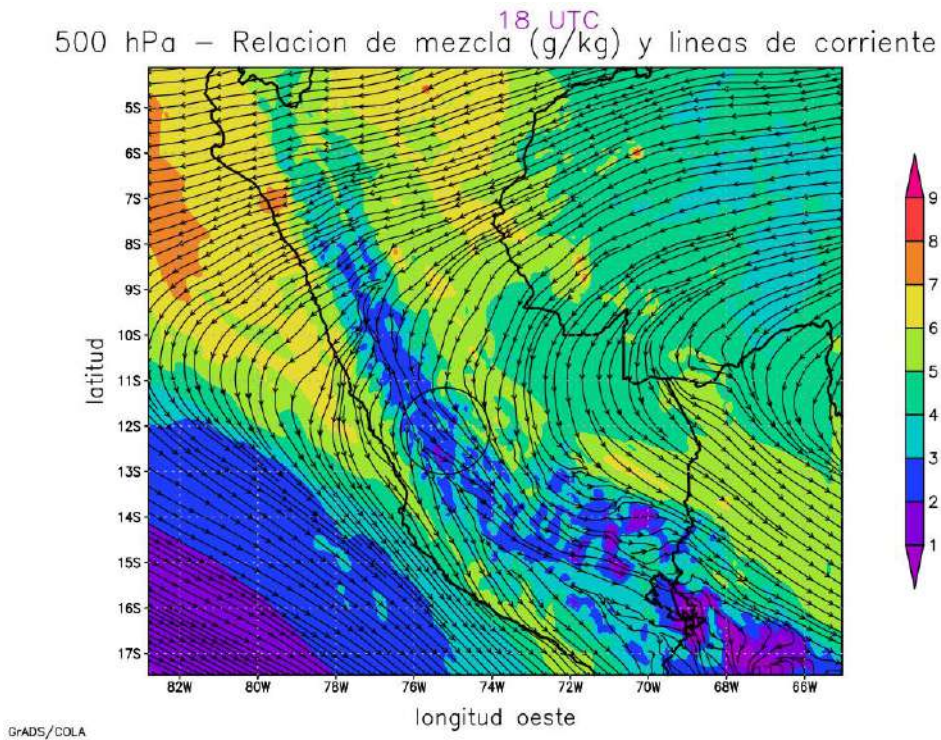 18 UTC
500 hPa – Relacion de mezcla (g/kg) y lineas de corriente
5S
6S
7S
8S
9S
10S
11S
12S
13S
14S
15S
16S
17S
latitud
82W 80W 78W 76W 74W 72W 70W 68W 66W
longitud oeste
9
8
7
6
5
4
3
2
1
GrADS/COLA